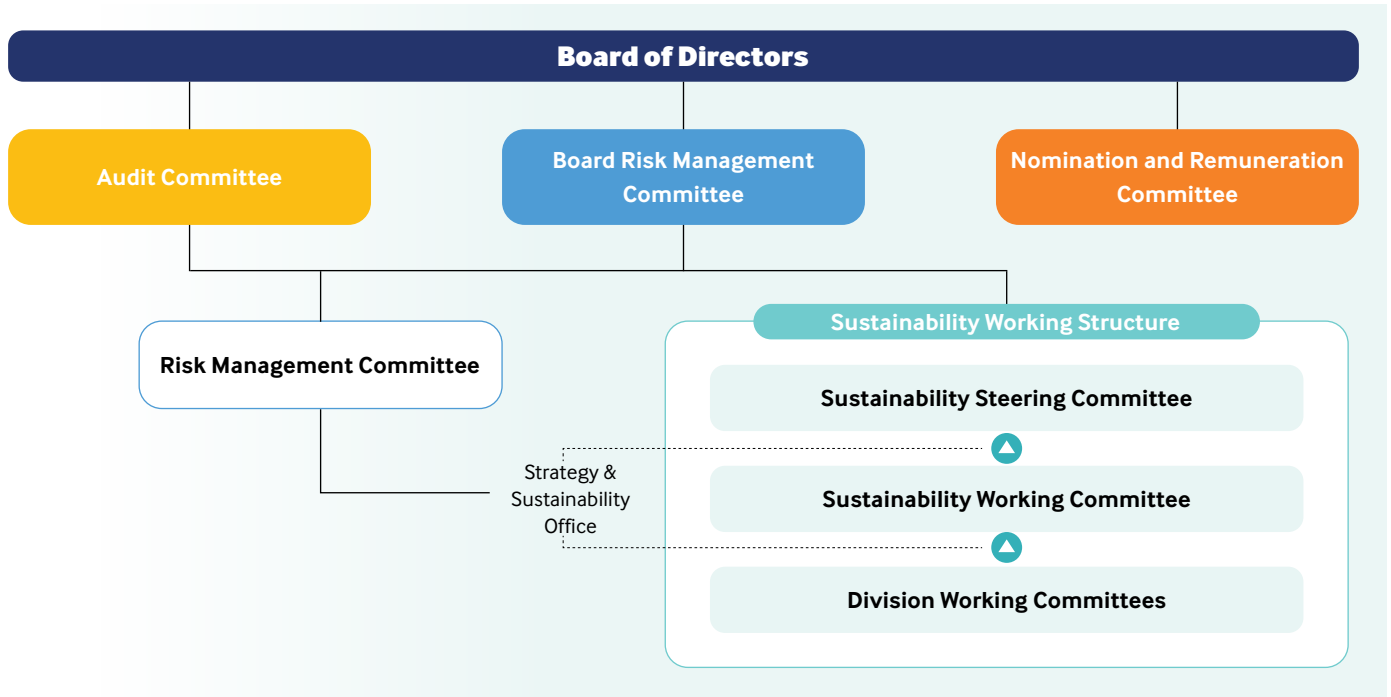 Board of Directors
Audit Committee
Board Risk Management
Committee
Nomination and Remuneration
Committee
Sustainability Working Structure
Risk Management Committee
Sustainability Steering Committee
Strategy &
Sustainability
Office
Sustainability Working Committee
Division Working Committees